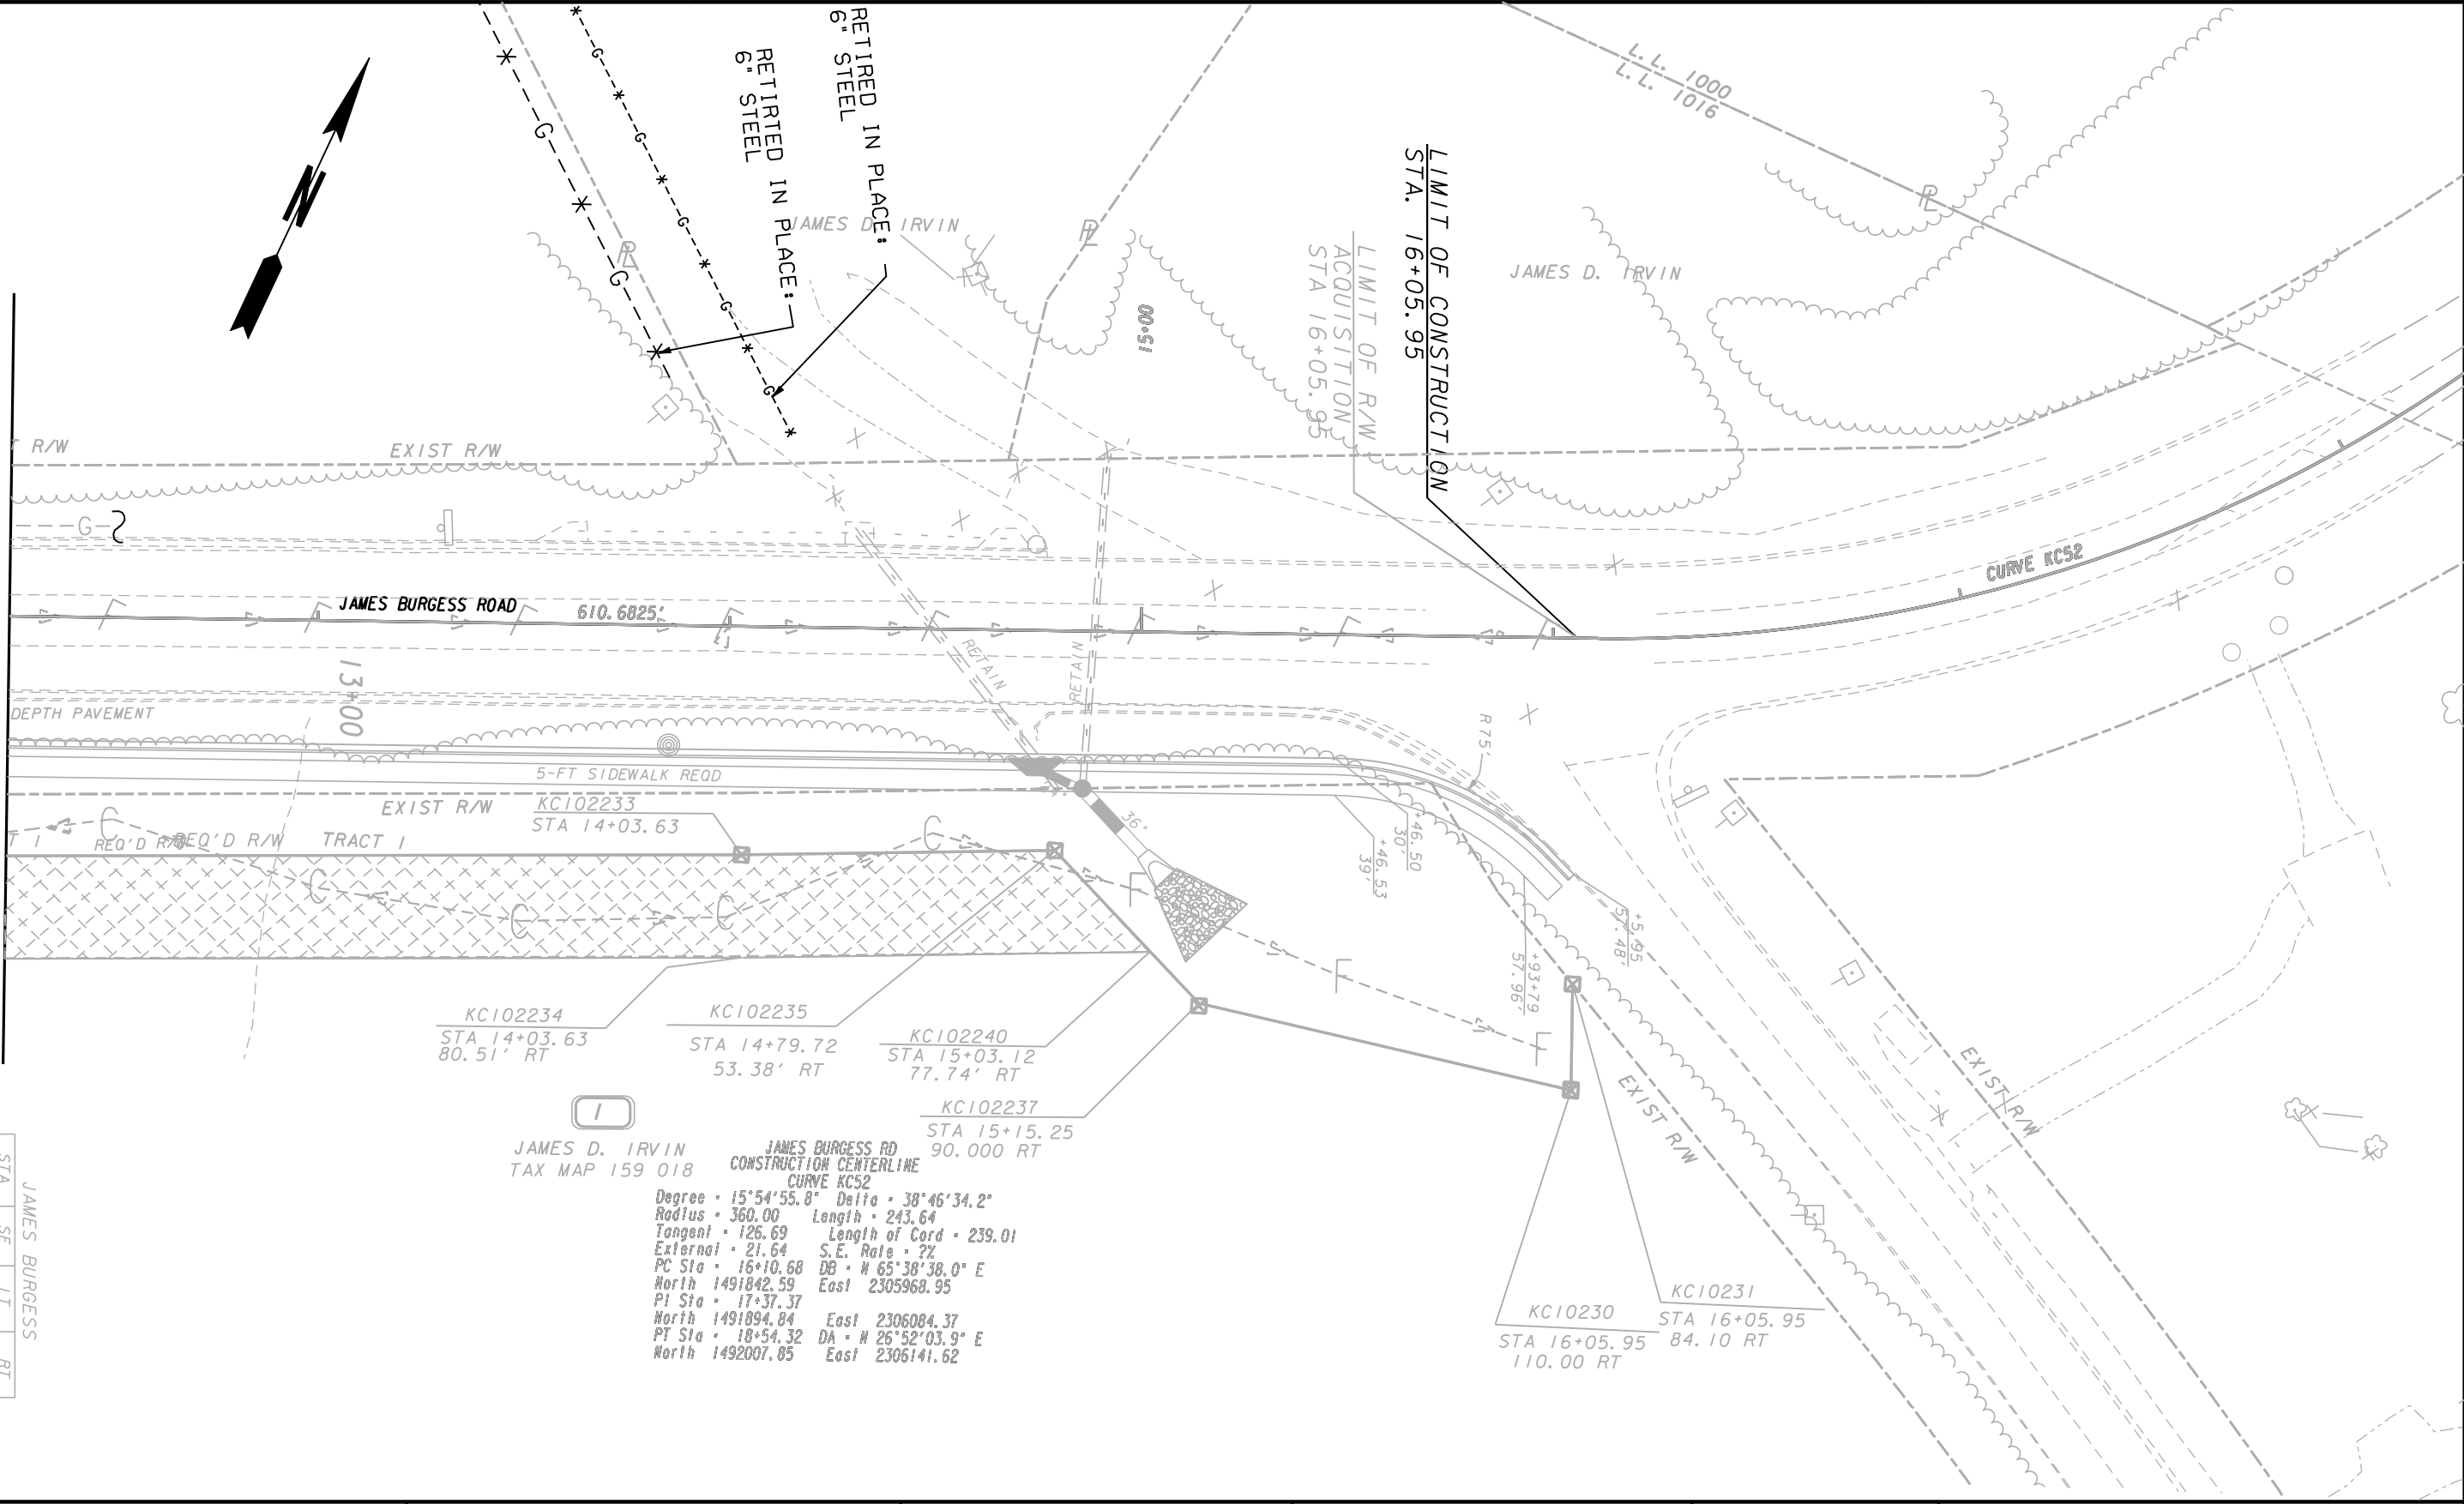 RETIRED IN PLACE:
6" STEEL
RETIRTED IN PLACE:
6" STEEL
N
L.L. 1000
L.L. 1016
JAMES D. IRVIN
JAMES D. IRVIN
15+00
LIMIT OF R/W
ACQUISITION
STA 16+05.95
LIMIT OF CONSTRUCTION
STA. 16+05.95
T R/W
EXIST R/W
G
CURVE KC52
JAMES BURGESS ROAD
610.6825'
RETAIN
RETAIN
13+00
DEPTH PAVEMENT
5-FT SIDEWALK REQD
R 75'
EXIST R/W
KC102233
STA 14+03.63
36"
+46.50
30'
+46.53
39'
T 1
REQ'D R/W
REQ'D R/W
TRACT 1
+5.95
57.48'
+93+79
57.96'
KC102234
STA 14+03.63
80.51' RT
KC102235
STA 14+79.72
53.38' RT
KC102240
STA 15+03.12
77.74' RT
KC102237
STA 15+15.25
90.000 RT
EXIST R/W
EXIST R/W
1
JAMES D. IRVIN
TAX MAP 159 018
JAMES BURGESS RD
CONSTRUCTION CENTERLINE
CURVE KC52
Degree = 15°54'55.8" Delta = 38°46'34.2"
Radius = 360.00 Length = 243.64
Tangent = 126.69 Length of Cord = 239.01
External = 21.64 S.E. Rate = ?%
PC Sta = 16+10.68 DB = N 65°38'38.0" E
North 1491842.59 East 2305968.95
PI Sta = 17+37.37
North 1491894.84 East 2306084.37
PT Sta = 18+54.32 DA = N 26°52'03.9" E
North 1492007.85 East 2306141.62
KC10230
STA 16+05.95
110.00 RT
KC10231
STA 16+05.95
84.10 RT
JAMES BURGESS
STA SE LT RT